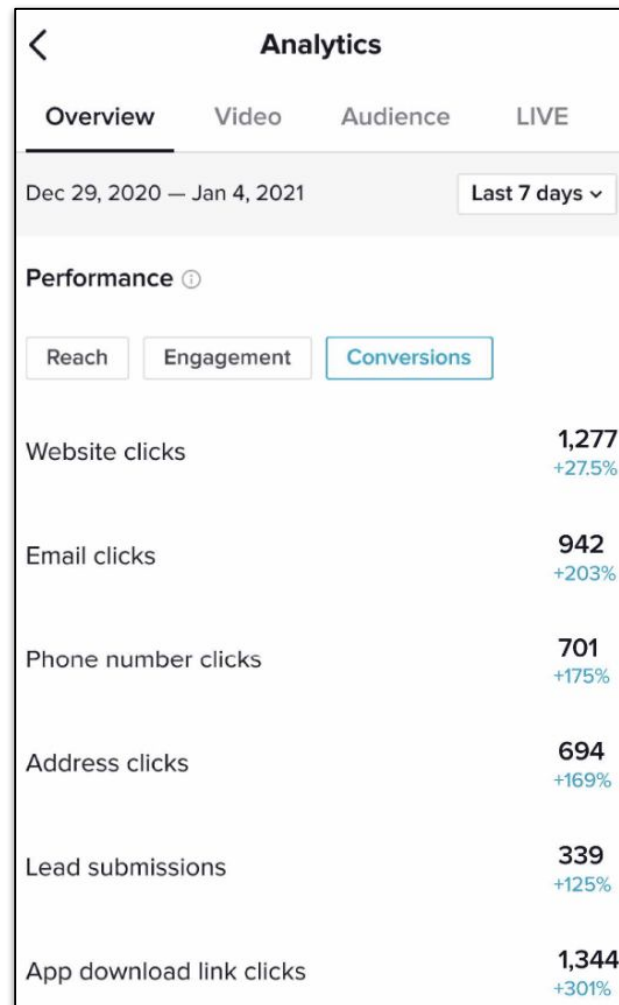 Analytics
Overview Video Audience LIVE
Dec 29, 2020 — Jan 4, 2021 Last 7 days
Performance
Reach Engagement Conversions
Website clicks 1,277
+27.5%
Email clicks 942
+203%
Phone number clicks 701
+175%
Address clicks 694
+169%
Lead submissions 339
+125%
App download link clicks 1,344
+301%